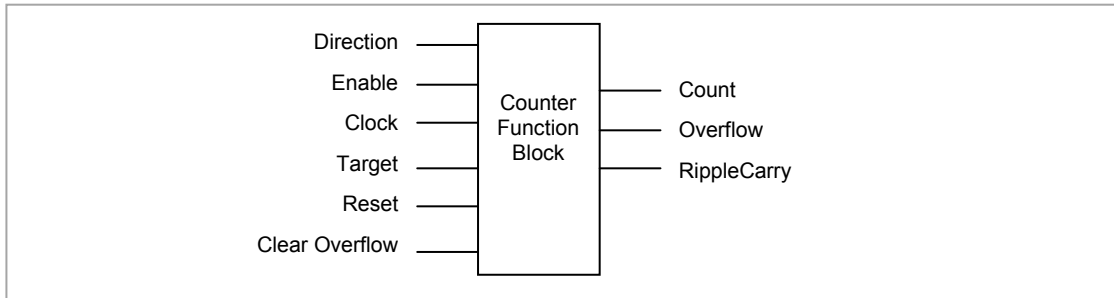 Direction
Enable
Clock
Target
Reset
Clear Overflow
Counter
Function
Block
Count
Overflow
RippleCarry